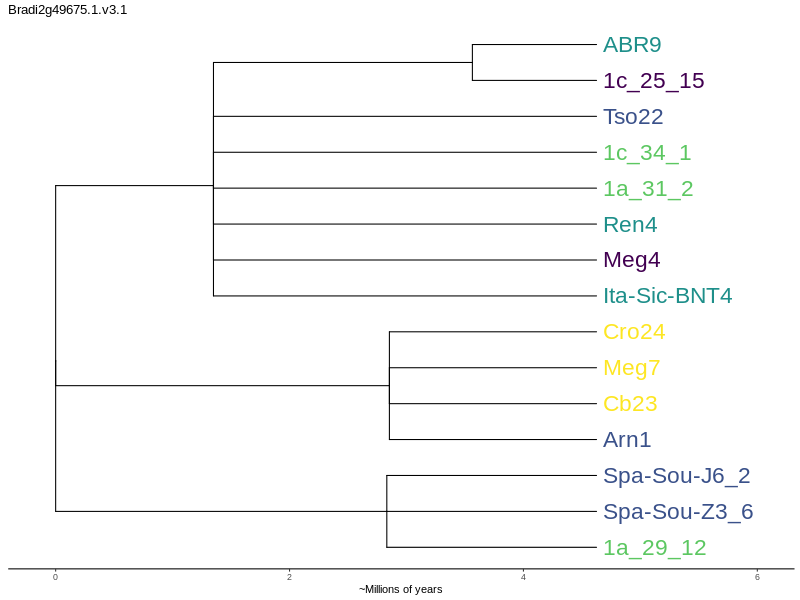 Bradi2g49675.1.v3.1
ABR9
1c_25_15
Tso22
1c_34_1
1a_31_2
Ren4
Meg4
Ita-Sic-BNT4
Cro24
Meg7
Cb23
Arn1
Spa-Sou-J6_2
Spa-Sou-Z3_6
1a_29_12
0 2 4 6
~Millions of years